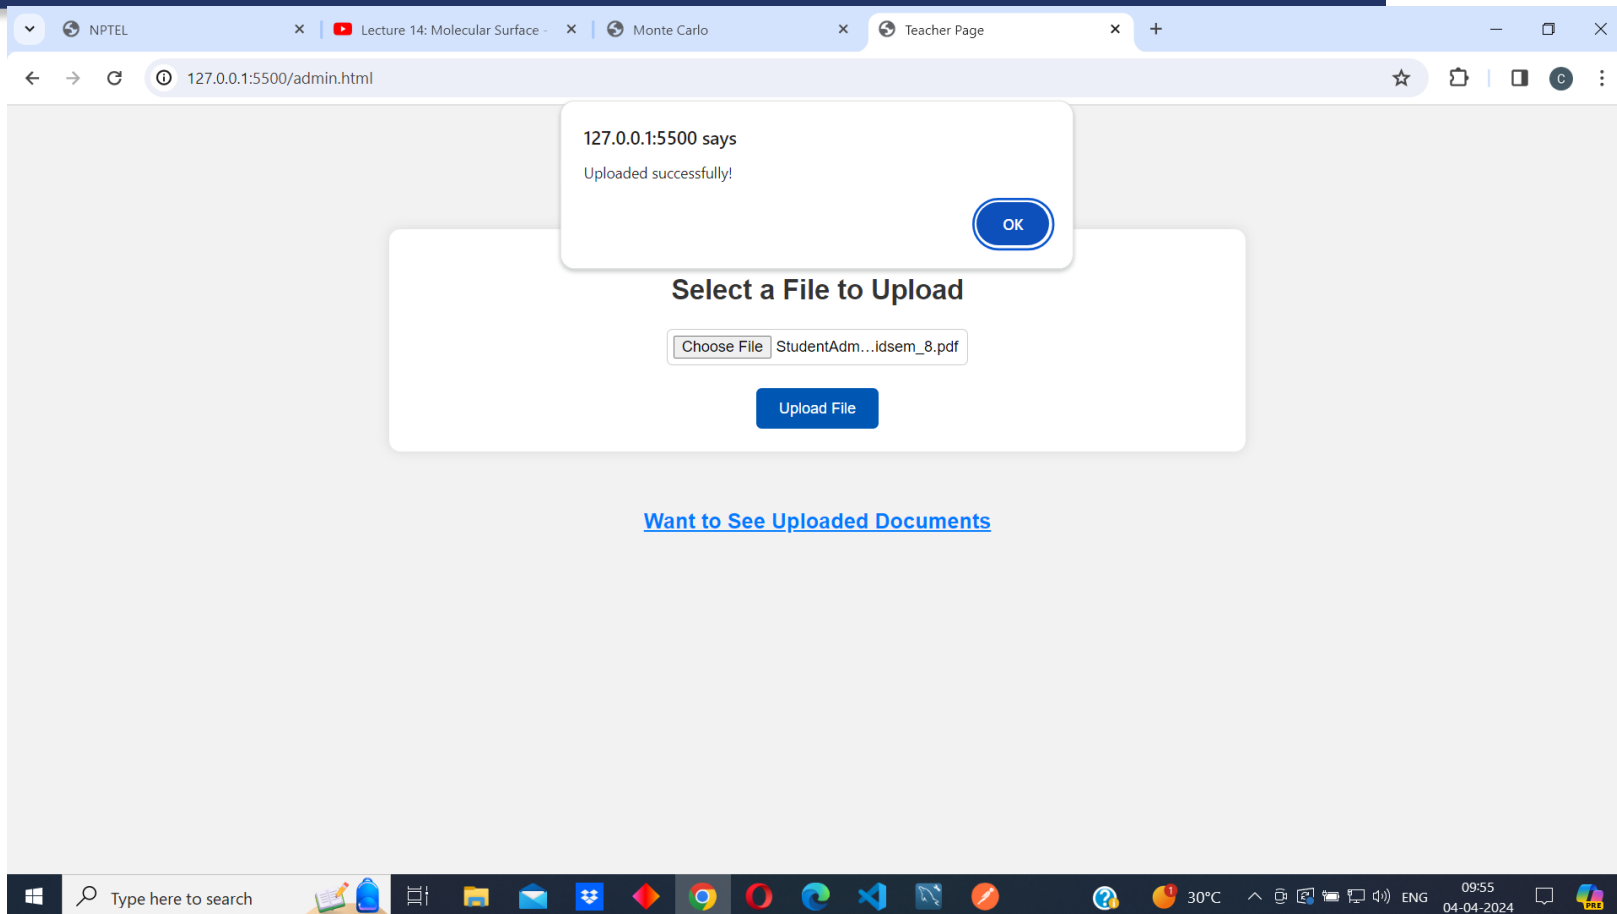 NPTEL
Lecture 14: Molecular Surface -
Monte Carlo
Teacher Page
127.0.0.1:5500/admin.html
C
127.0.0.1:5500 says
Uploaded successfully!
OK
Select a File to Upload
Choose File StudentAdm...idsem_8.pdf
Upload File
Want to See Uploaded Documents
Type here to search
1
30°C
ENG
09:55
04-04-2024
PRE